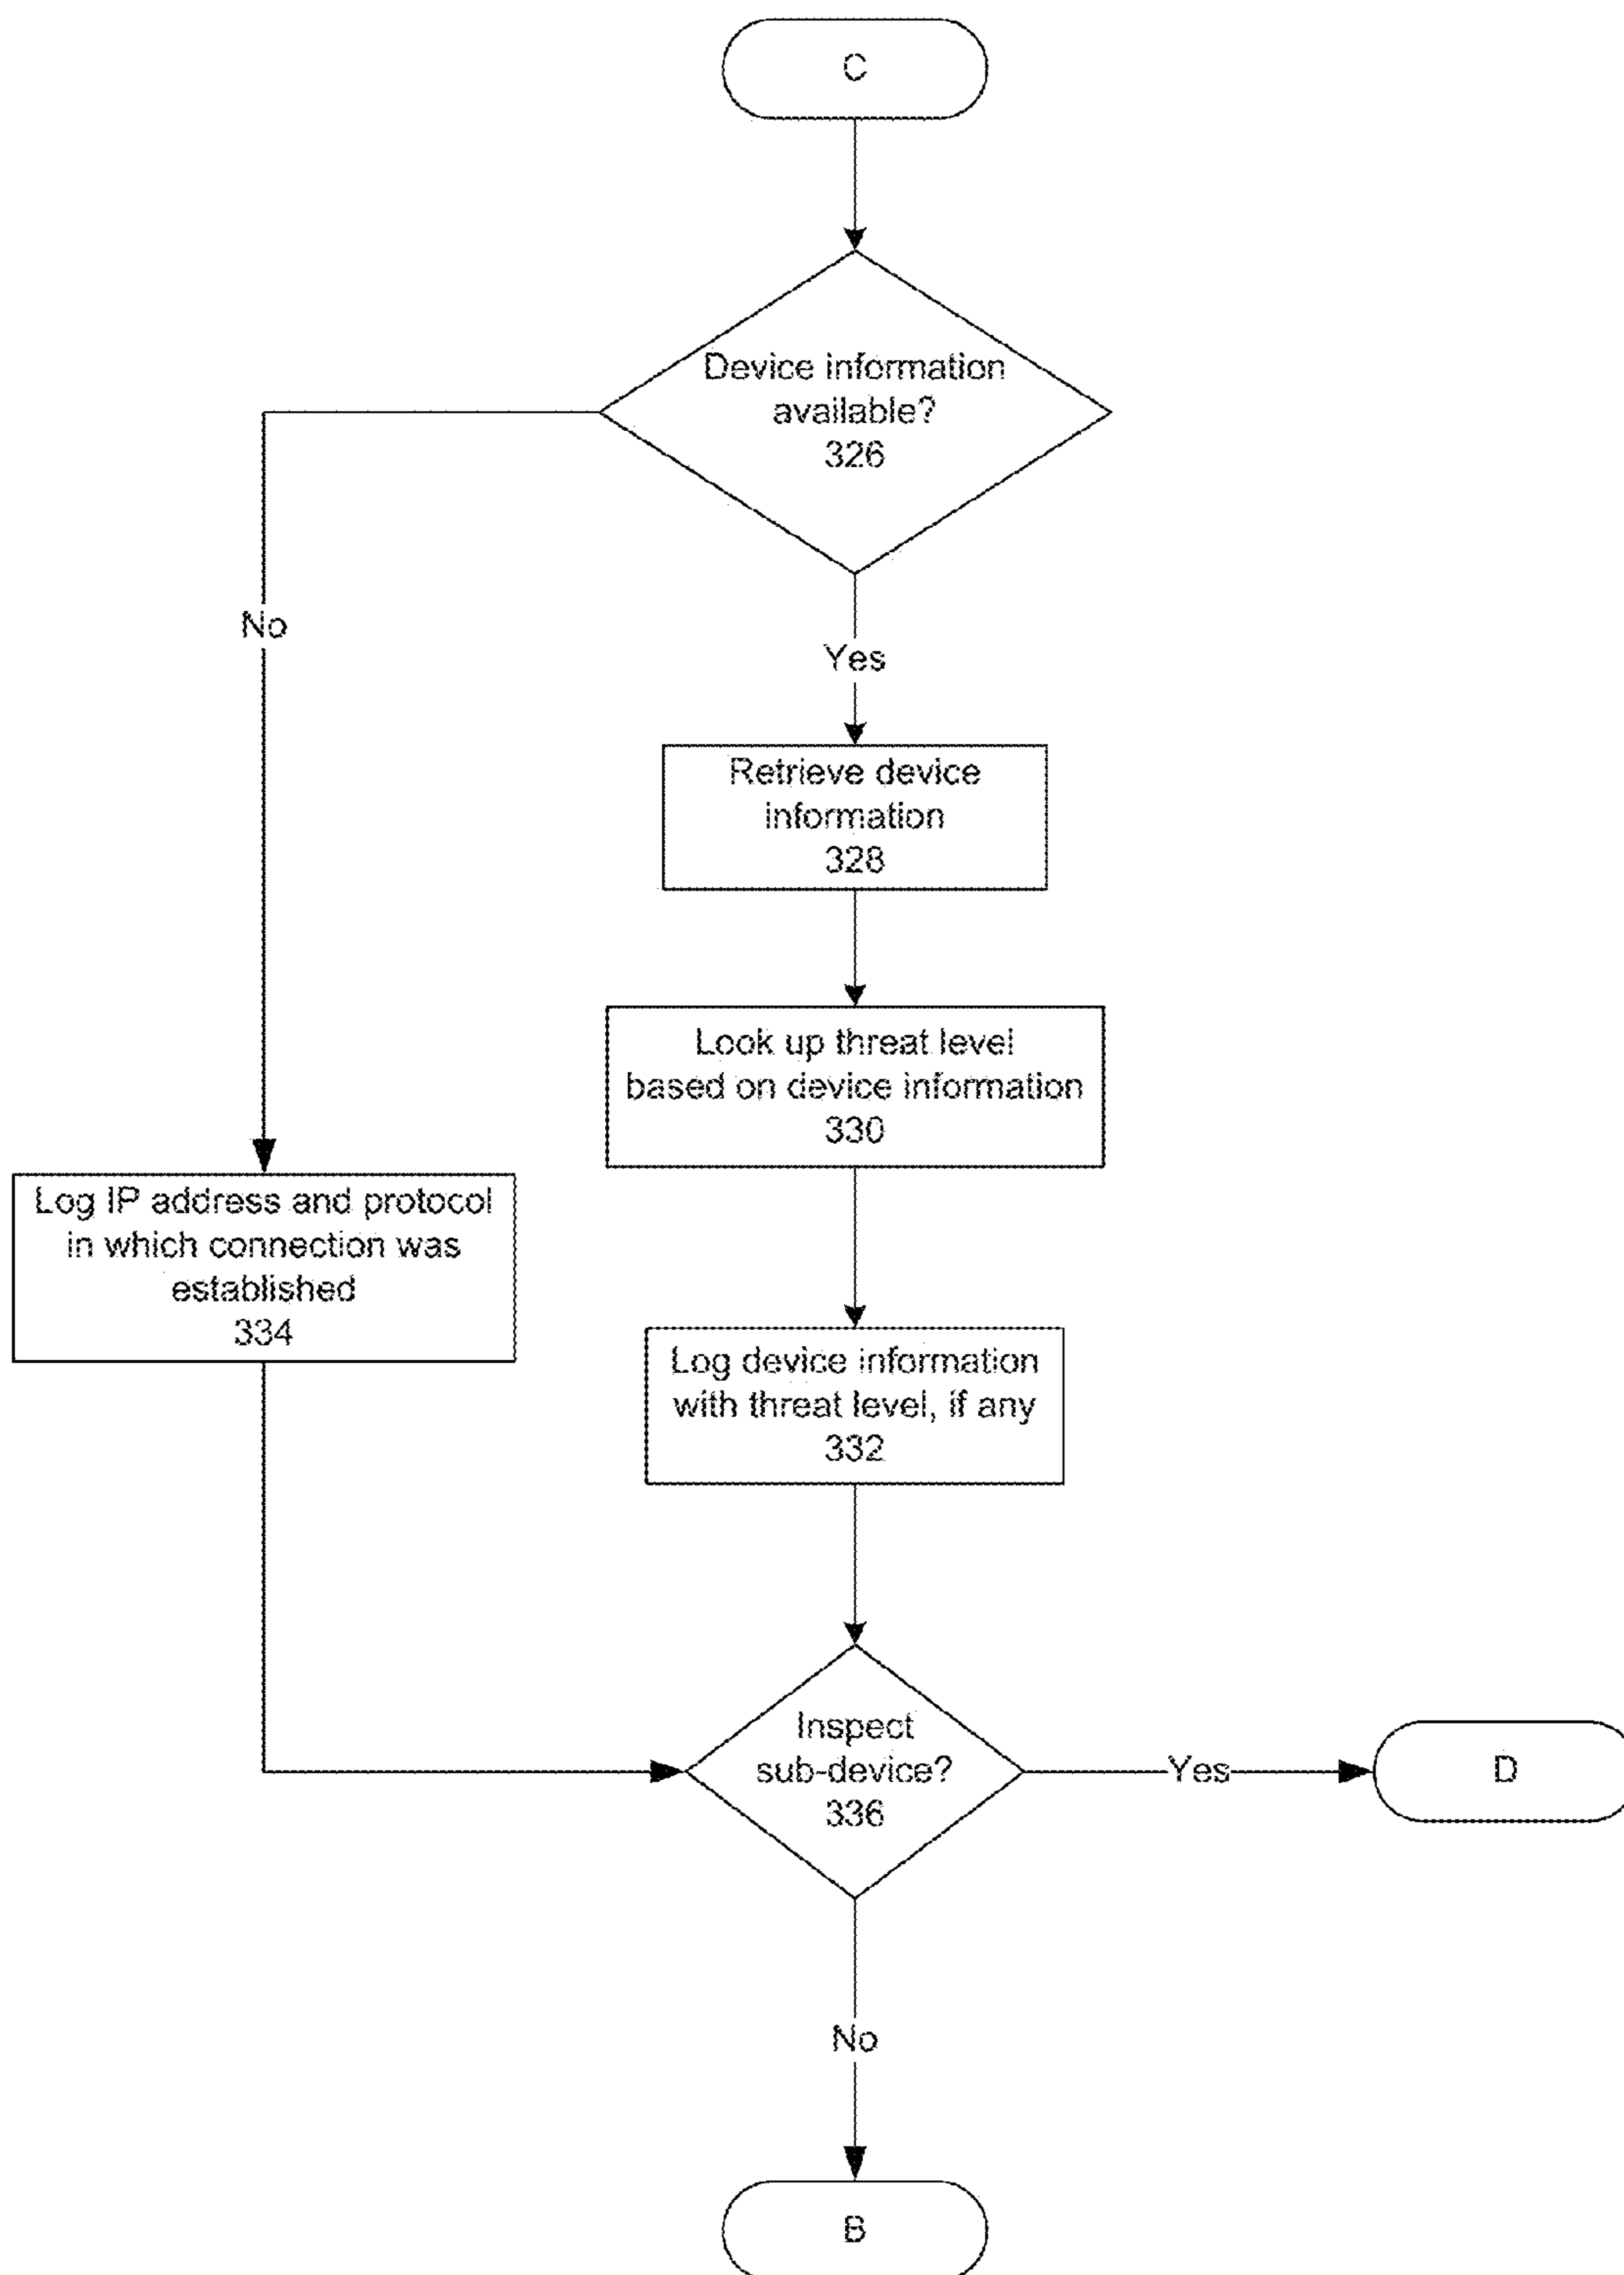 C
Device information
available?
326
No
Yes
Retrieve device
information
328
Look up threat level
based on device information
330
Log IP address and protocol
in which connection was
established
334
Log device information
with threat level, if any
332
Inspect
sub-device?
336
Yes
D
No
B